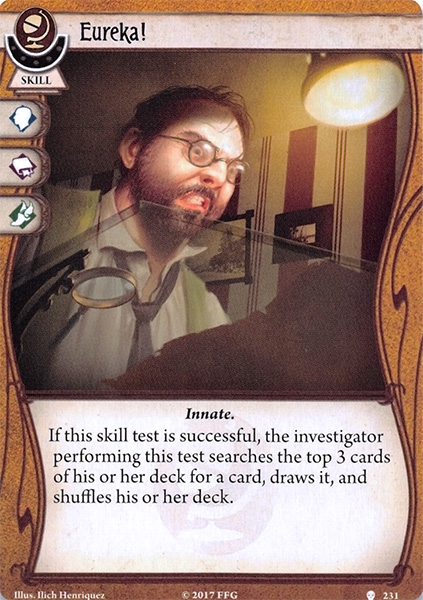 Eureka!
SKILL
Innate.
If this skill test is successful, the investigator
performing this test searches the top 3 cards
of his or her deck for a card, draws it, and
shuffles his or her deck.
Illus. Ilich Henriquez
© 2017 FFG
231